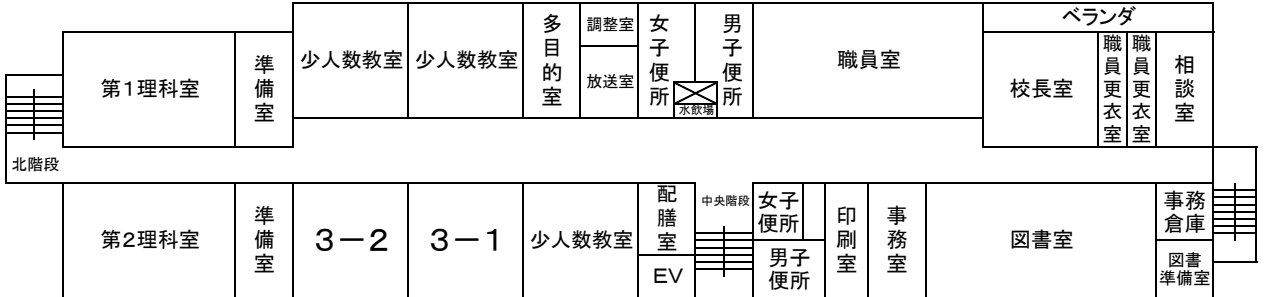 ベランダ
第1理科室
準備室
少人数教室
少人数教室
多目的室
調整室
放送室
女子便所
水飲場
男子便所
職員室
校長室
職員更衣室
職員更衣室
相談室
北階段
第2理科室
準備室
3－2
3－1
少人数教室
配膳室
EV
中央階段
女子
便所
男子
便所
印刷室
事務室
図書室
事務
倉庫
図書
準備室